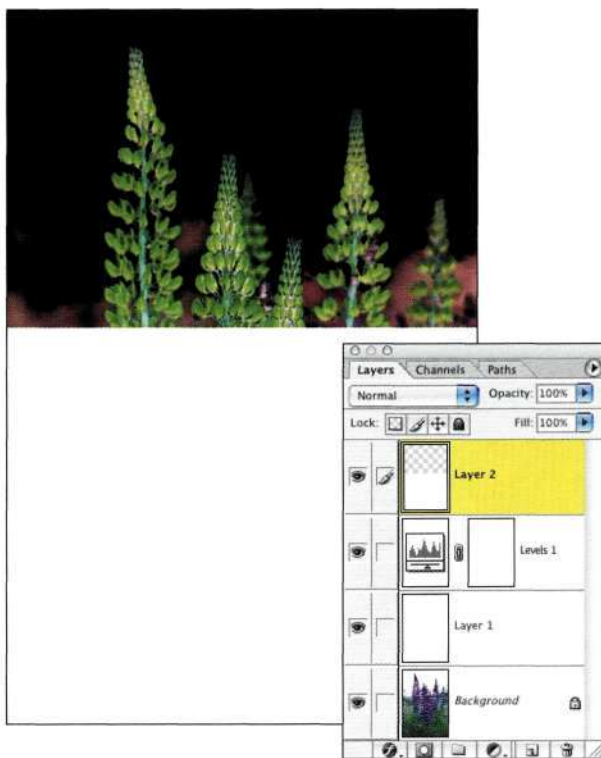 Layers Channels Paths
Normal Opacity: 100%
Lock: Fill: 100%
Layer 2
Levels 1
Layer 1
Background